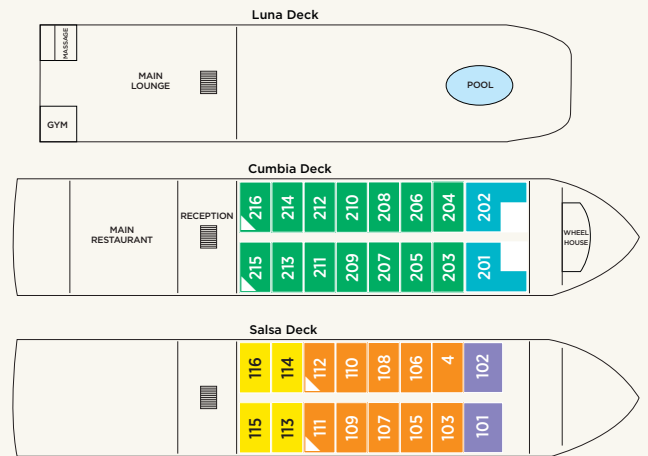 Luna Deck
MASSAGE
MAIN
LOUNGE
POOL
GYM
Cumbia Deck
216 214 212 210 208 206 204 202
RECEPTION
MAIN
RESTAURANT
WHEEL
HOUSE
215 213 211 209 207 205 203 201
Salsa Deck
116 114 112 110 108 106 4 102
115 113 111 109 107 105 103 101